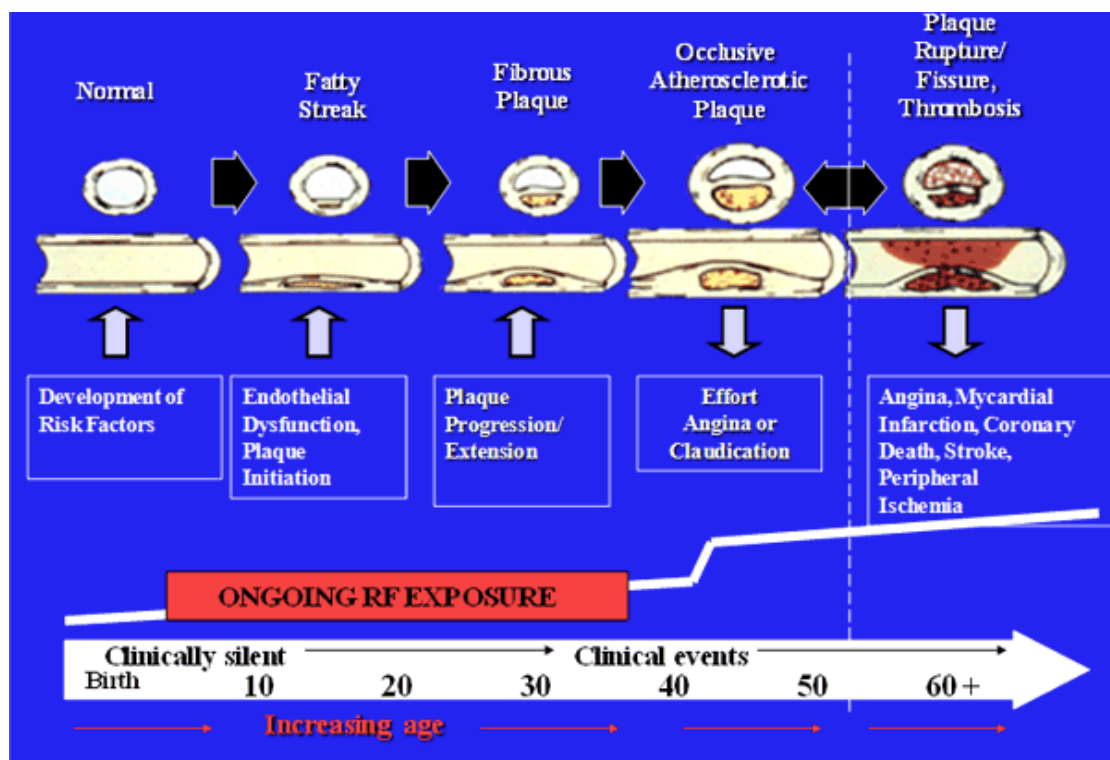 Normal
Fatty
Streak
Fibrous
Plaque
Occlusive
Atherosclerotic
Plaque
Plaque
Rupture/
Fissure,
Thrombosis
Development of
Risk Factors
Endothelial
Dysfunction,
Plaque
Initiation
Plaque
Progression/
Extension
Effort
Angina or
Claudication
Angina, Mycardial
Infarction, Coronary
Death, Stroke,
Peripheral
Ischemia
ONGOING RF EXPOSURE
Clinically silent Clinical events
Birth 10 20 30 40 50 60 +
Increasing age